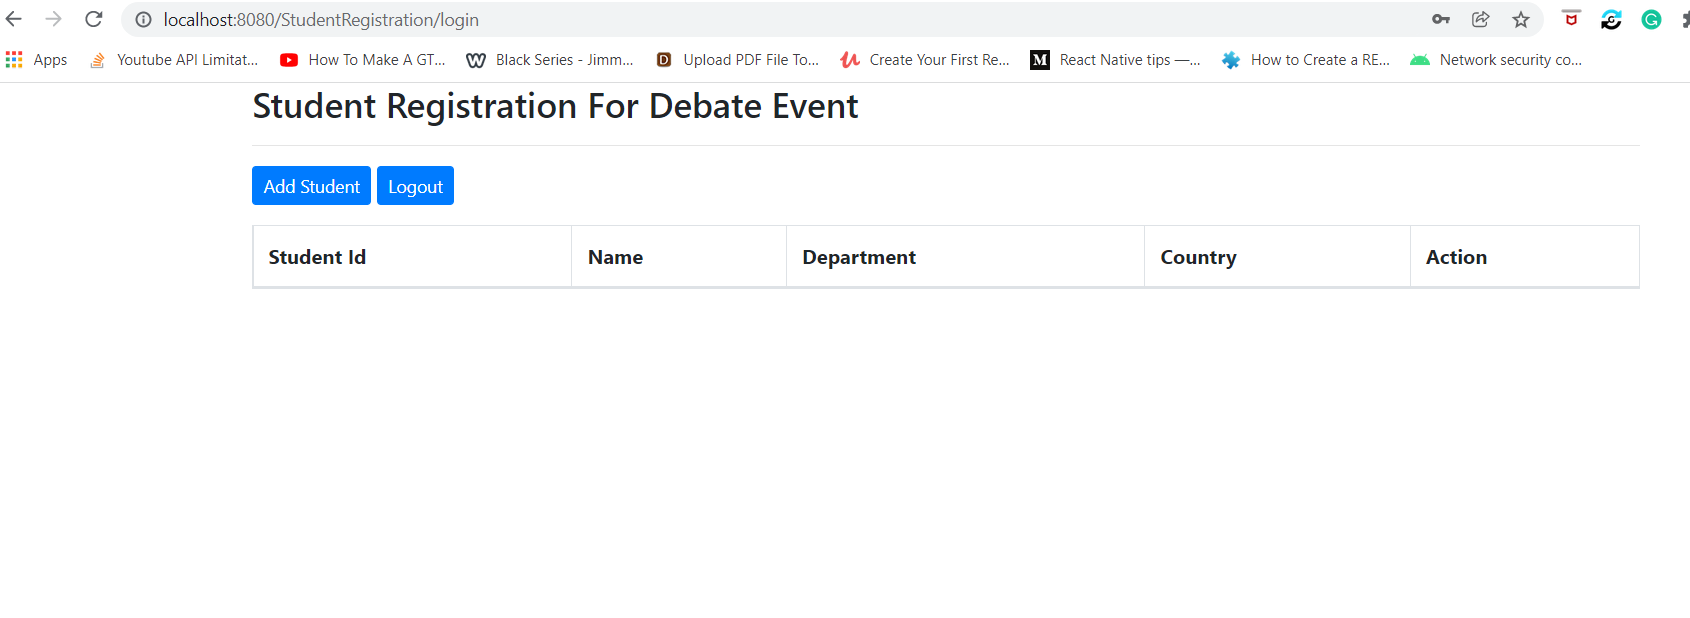 localhost:8080/StudentRegistration/login
Apps Youtube API Limitat... How To Make A GT... Black Series - Jimm... Upload PDF File To... Create Your First Re... React Native tips —... How to Create a RE... Network security co...
Student Registration For Debate Event
Add Student Logout
Student Id Name Department Country Action